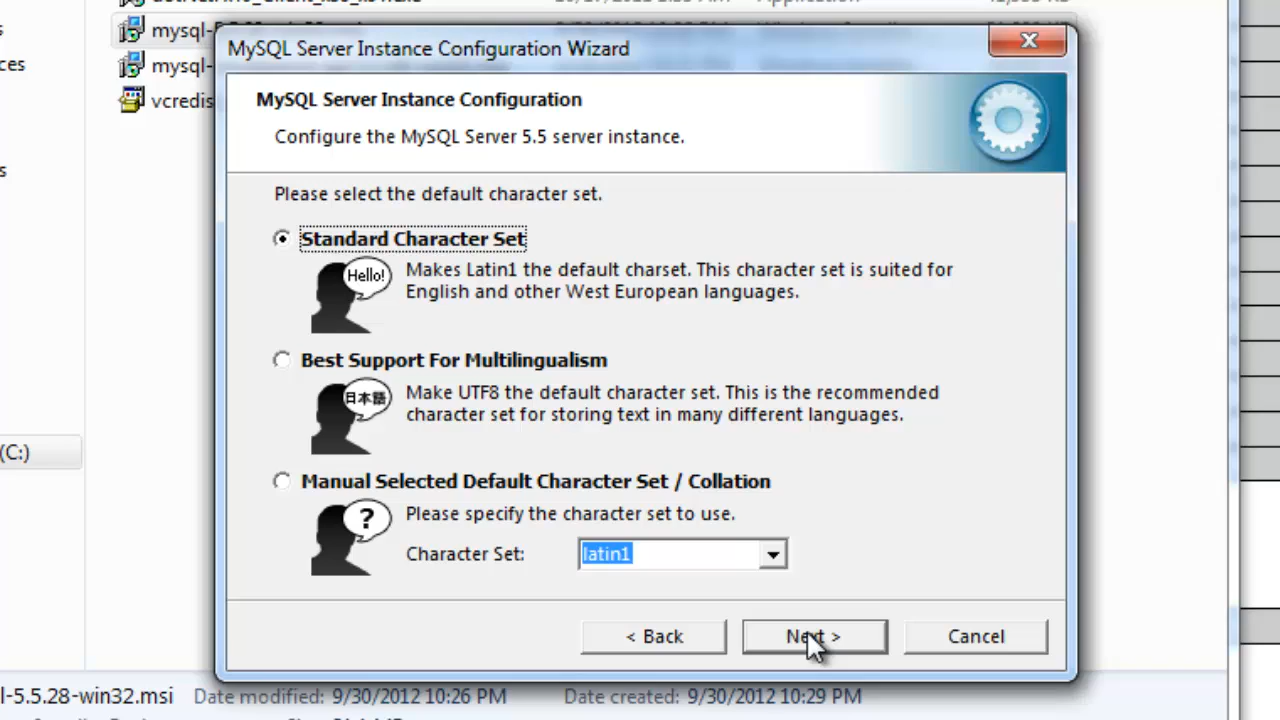 mysql-
MySQL Server Instance Configuration Wizard
ces
mysql-
vcredis
MySQL Server Instance Configuration
Configure the MySQL Server 5.5 server instance.
Please select the default character set.
Standard Character Set
Hello!
Makes Latin1 the default charset. This character set is suited for
English and other West European languages.
Best Support For Multilingualism
日本語
Make UTF8 the default character set. This is the recommended
character set for storing text in many different languages.
(C:)
Manual Selected Default Character Set / Collation
?
Please specify the character set to use.
Character Set: latin1
< Back Next > Cancel
l-5.5.28-win32.msi Date modified: 9/30/2012 10:26 PM Date created: 9/30/2012 10:29 PM